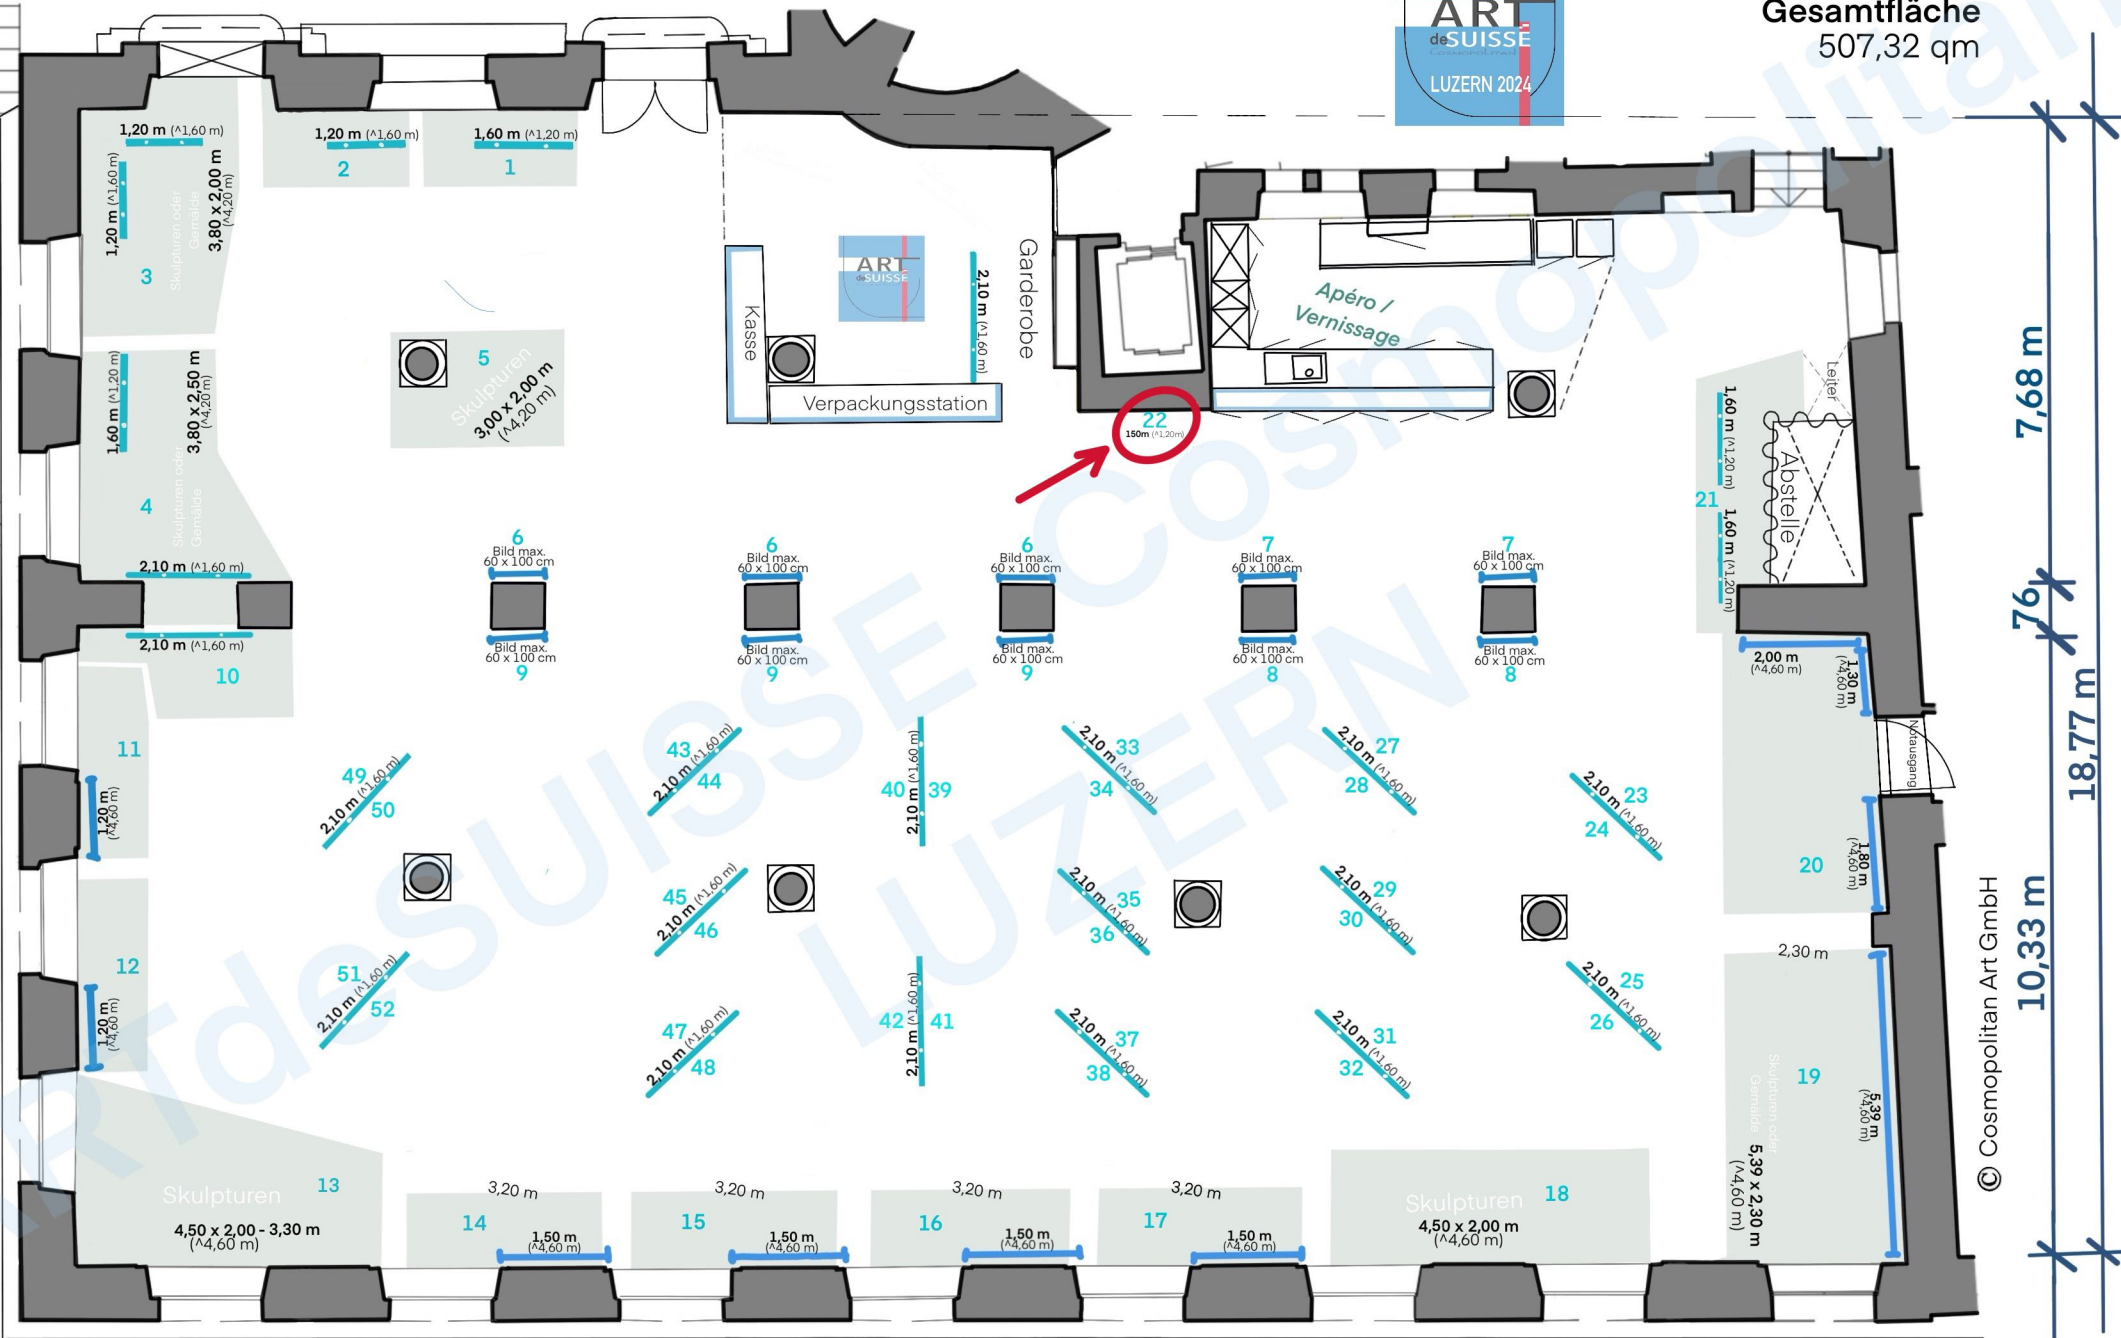 ART
deSUISSE
Cosmopolitan
LUZERN 2024
Gesamtfläche
507,32 qm
1,20 m (^1,60 m)
1,20 m (^1,60 m)
3,80 x 2,00 m
(^4,20 m)
Skulpturen oder
Gemälde
3
1,20 m (^1,60 m)
2
1,60 m (^1,20 m)
1
1,60 m (^1,20 m)
3,80 x 2,50 m
(^4,20 m)
Skulpturen oder
Gemälde
4
2,10 m (^1,60 m)
5
Skulpturen
3,00 x 2,00 m
(^4,20 m)
Kasse
ART
deSUISSE
2,10 m (^1,60 m)
Garderobe
Verpackungsstation
22
150m (^1,20m)
Apéro /
Vernissage
Leiter
Abstelle
1,60 m (^1,20 m)
21
1,60 m (^1,20 m)
7,68 m
76
18,77 m
10,33 m
6
Bild max.
60 x 100 cm
6
Bild max.
60 x 100 cm
6
Bild max.
60 x 100 cm
7
Bild max.
60 x 100 cm
7
Bild max.
60 x 100 cm
Bild max.
60 x 100 cm
9
Bild max.
60 x 100 cm
9
Bild max.
60 x 100 cm
9
Bild max.
60 x 100 cm
8
Bild max.
60 x 100 cm
8
2,10 m (^1,60 m)
10
11
1,20 m
(^4,60 m)
12
1,20 m
(^4,60 m)
49
2,10 m (^1,60 m)
50
51
2,10 m (^1,60 m)
52
43
2,10 m (^1,60 m)
44
45
2,10 m (^1,60 m)
46
47
2,10 m (^1,60 m)
48
40
2,10 m (^1,60 m)
39
42
2,10 m (^1,60 m)
41
33
2,10 m (^1,60 m)
34
35
2,10 m (^1,60 m)
36
37
2,10 m (^1,60 m)
38
27
2,10 m (^1,60 m)
28
29
2,10 m (^1,60 m)
30
31
2,10 m (^1,60 m)
32
23
2,10 m (^1,60 m)
24
25
2,10 m (^1,60 m)
26
2,00 m
(^4,60 m)
1,30 m
(^4,60 m)
Notausgang
20
1,80 m
(^4,60 m)
2,30 m
19
Skulpturen oder
Gemälde
5,39 x 2,30 m
(^4,60 m)
5,39 m
(^4,60 m)
13
Skulpturen
4,50 x 2,00 - 3,30 m
(^4,60 m)
3,20 m
14
1,50 m
(^4,60 m)
3,20 m
15
1,50 m
(^4,60 m)
3,20 m
16
1,50 m
(^4,60 m)
3,20 m
17
1,50 m
(^4,60 m)
Skulpturen
18
4,50 x 2,00 m
(^4,60 m)
© Cosmopolitan Art GmbH
ARTdeSUISSE Cosmopolitan
LUZERN